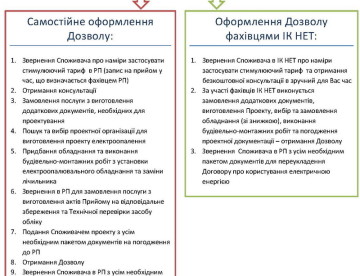 Самостійне оформлення
Дозволу:
1. Звернення Споживача про наміри застосувати
стимулюючий тариф в РП (запис на прийом у
час, що визначається фахівцем РП)
2. Отримання консультації
3. Замовлення послуги з виготовлення
додаткових документів, необхідних для
проектування
4. Пошук та вибір проектної організації для
виготовлення проекту електроопалення
5. Придбання обладнання та виконання
будівельно-монтажних робіт з установки
електроопалювального обладнання та заміни
лічильника
6. Звернення в РП для замовлення послуги з
виготовлення актів Прийому на відповідальне
збереження та Технічної перевірки засобу
обліку
7. Подання Споживачем проекту з усім
необхідним пакетом документів на погодження
до РП
8. Отримання Дозволу
9. Звернення Споживача в РП з усім необхідним
Оформлення Дозволу
фахівцями ІК НЕТ:
1. Звернення Споживача в ІК НЕТ про наміри
застосувати стимулюючий тариф та отримання
безкоштовної консультації в зручний для Вас час
2. За участі фахівців ІК НЕТ виконується
замовлення додаткових документів,
виготовлення Проекту, вибір та замовлення
обладнання (зі знижкою), виконання
будівельно-монтажних робіт та погодження
проектної документації – отримання Дозволу
3. Звернення Споживача в РП з усім необхідним
пакетом документів для переукладення
Договору про користування електричною
енергією